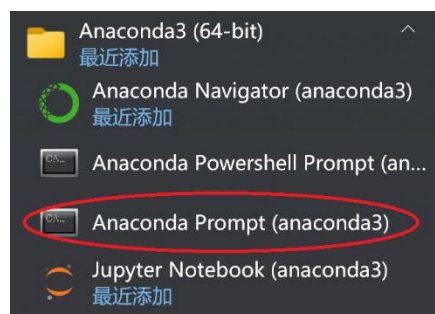 Anaconda3 (64-bit)
最近添加
Anaconda Navigator (anaconda3)
最近添加
Anaconda Powershell Prompt (an...
Anaconda Prompt (anaconda3)
Jupyter Notebook (anaconda3)
最近添加